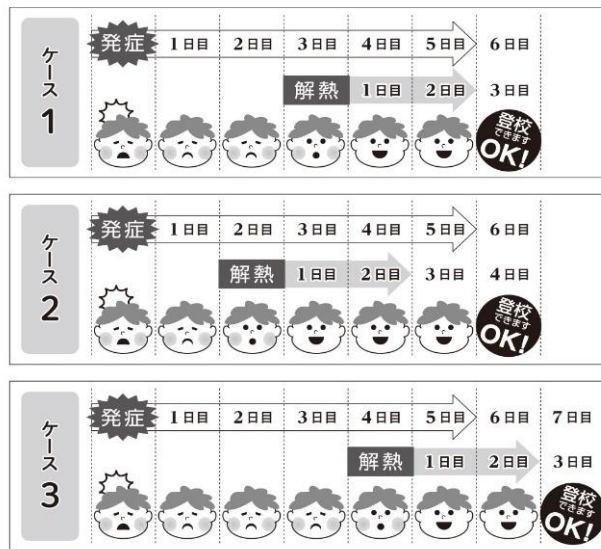 ケース1
発症 1日目 2日目 3日目 4日目 5日目 6日目
解熱 1日目 2日目 3日目
登校
できます
OK!
ケース2
発症 1日目 2日目 3日目 4日目 5日目 6日目
解熱 1日目 2日目 3日目 4日目
登校
できます
OK!
ケース3
発症 1日目 2日目 3日目 4日目 5日目 6日目 7日目
解熱 1日目 2日目 3日目
登校
できます
OK!